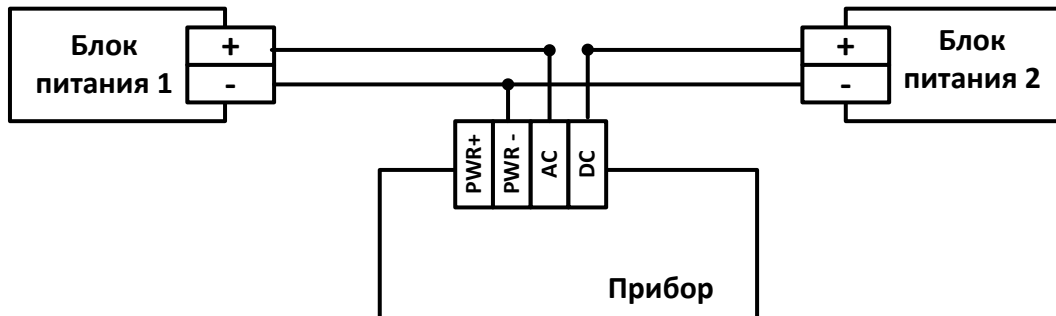 Блок
питания 1
+
-
+
-
Блок
питания 2
PWR+
PWR -
AC
DC
Прибор